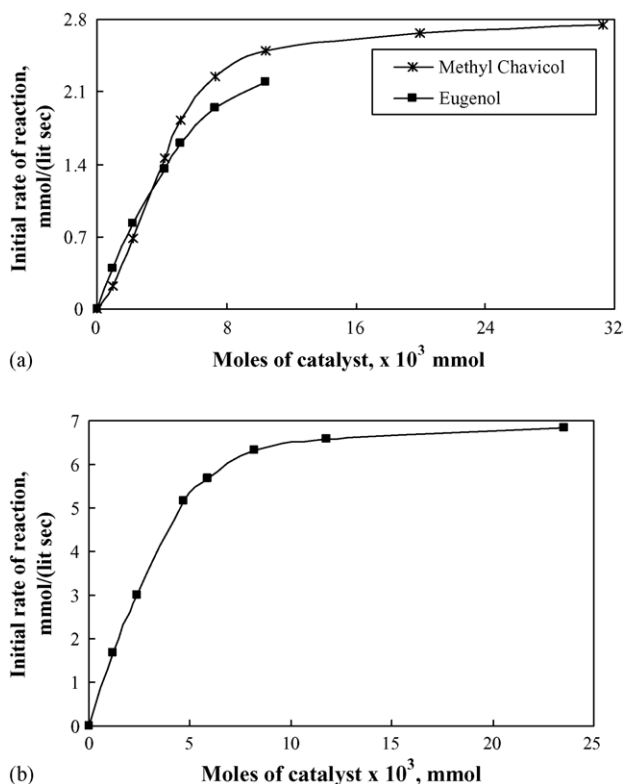 2.8
2.1
1.4
0.7
0
Initial rate of reaction,
mmol/(lit sec)
Methyl Chavicol
Eugenol
0 8 16 24 32
(a) Moles of catalyst, x 10³ mmol
7
6
5
4
3
2
1
0
Initial rate of reaction,
mmol/(lit sec)
0 5 10 15 20 25
(b) Moles of catalyst x 10³, mmol